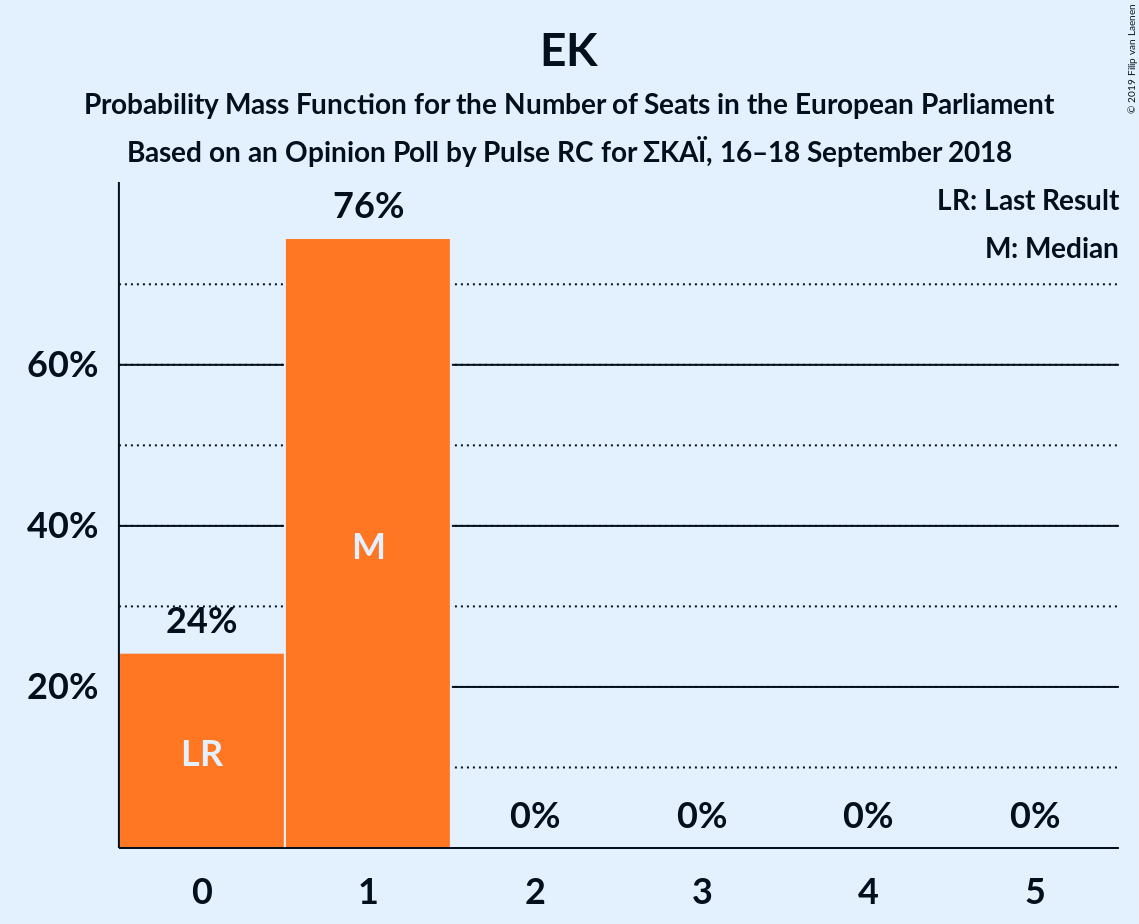 EK
Probability Mass Function for the Number of Seats in the European Parliament
Based on an Opinion Poll by Pulse RC for ΣΚΑΪ, 16–18 September 2018
© 2019 Filip van Laenen
LR: Last Result
M: Median
76%
60%
40%
M
24%
20%
LR
0% 0% 0% 0%
0 1 2 3 4 5